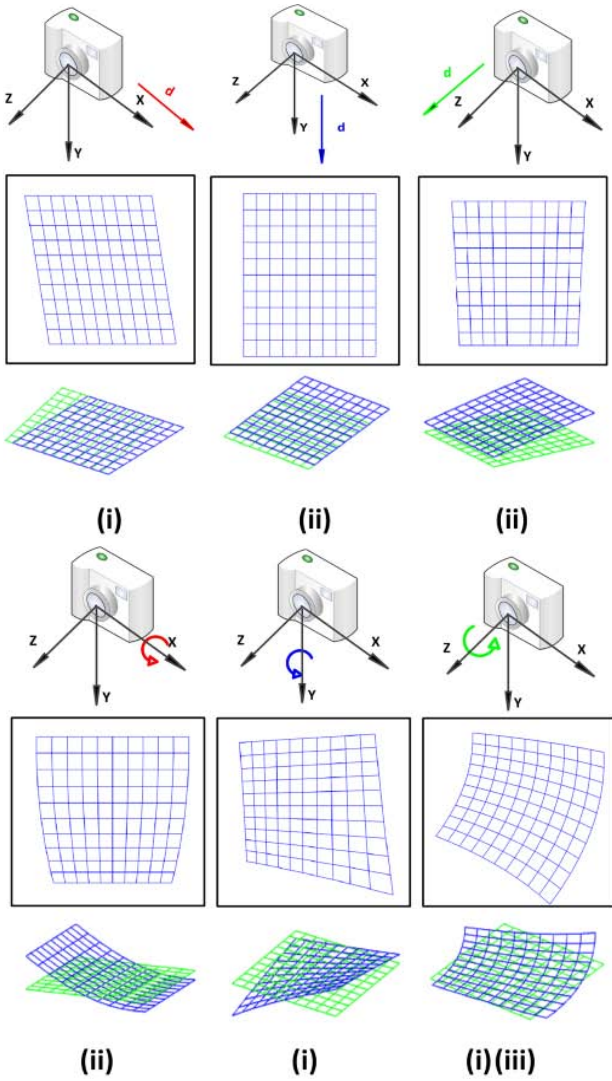 Z X d Y Z X Y d d Z X Y
(i) (ii) (ii)
Z X Y Z X Y Z X Y
(ii) (i) (i)(iii)